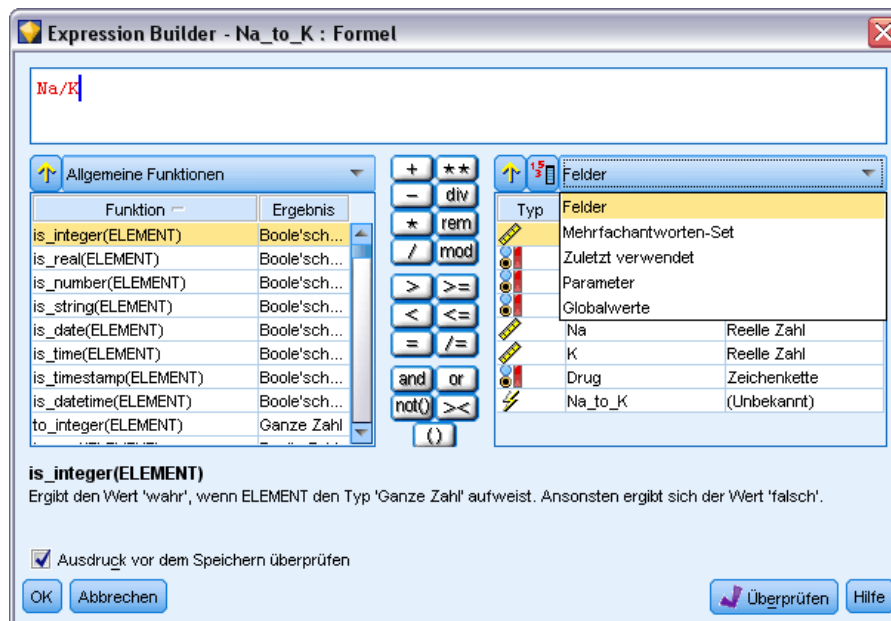 Expression Builder - Na_to_K : Formel
Na/K
Allgemeine Funktionen
Funktion Ergebnis
is_integer(ELEMENT) Boole'sch...
is_real(ELEMENT) Boole'sch...
is_number(ELEMENT) Boole'sch...
is_string(ELEMENT) Boole'sch...
is_date(ELEMENT) Boole'sch...
is_time(ELEMENT) Boole'sch...
is_timestamp(ELEMENT) Boole'sch...
is_datetime(ELEMENT) Boole'sch...
to_integer(ELEMENT) Ganze Zahl
+ **
- div
* rem
/ mod
> >=
< <=
= /=
and or
not() ><
()
Felder
Typ
Felder
Mehrfachantworten-Set
Zuletzt verwendet
Parameter
Globalwerte
Na Reelle Zahl
K Reelle Zahl
Drug Zeichenkette
Na_to_K (Unbekannt)
is_integer(ELEMENT)
Ergibt den Wert 'wahr', wenn ELEMENT den Typ 'Ganze Zahl' aufweist. Ansonsten ergibt sich der Wert 'falsch'.
Ausdruck vor dem Speichern überprüfen
OK Abbrechen Überprüfen Hilfe